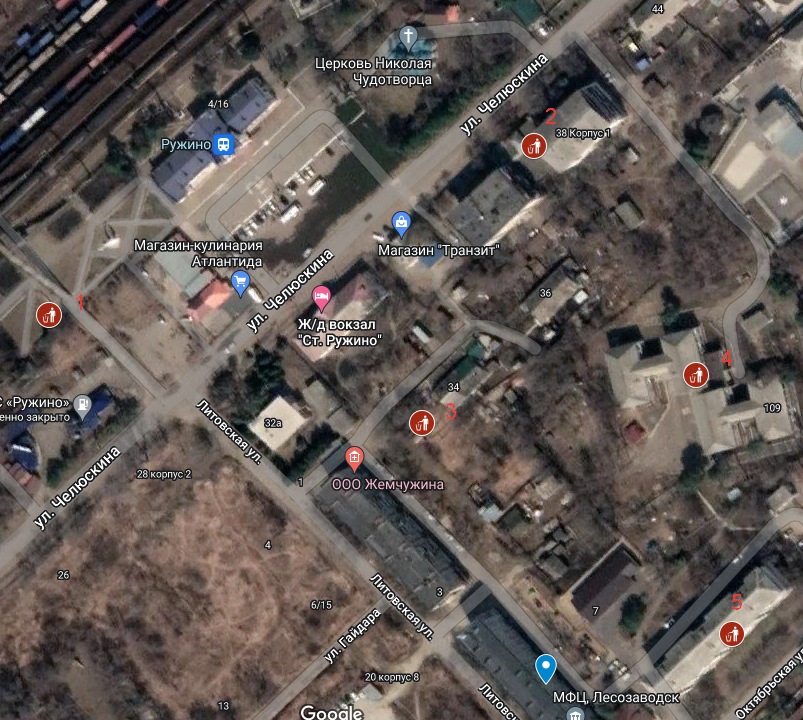 44
Церковь Николая
Чудотворца
ул. Челюскина
4/16
2
38 Корпус 1
Ружино
Магазин-кулинария
Атлантида
Магазин "Транзит"
ул. Челюскина
1
36
Ж/д вокзал
"Ст. Ружино"
4
34
3
С «Ружино»
енно закрыто
109
Литовская ул.
32а
ул. Челюскина
28 корпус 2
1
ООО Жемчужина
4
26
Литовская ул.
3
6/15
7
5
ул. Гайдара
20 корпус 8
МФЦ, Лесозаводск
Октябрьская ул
Литовс
13
Google